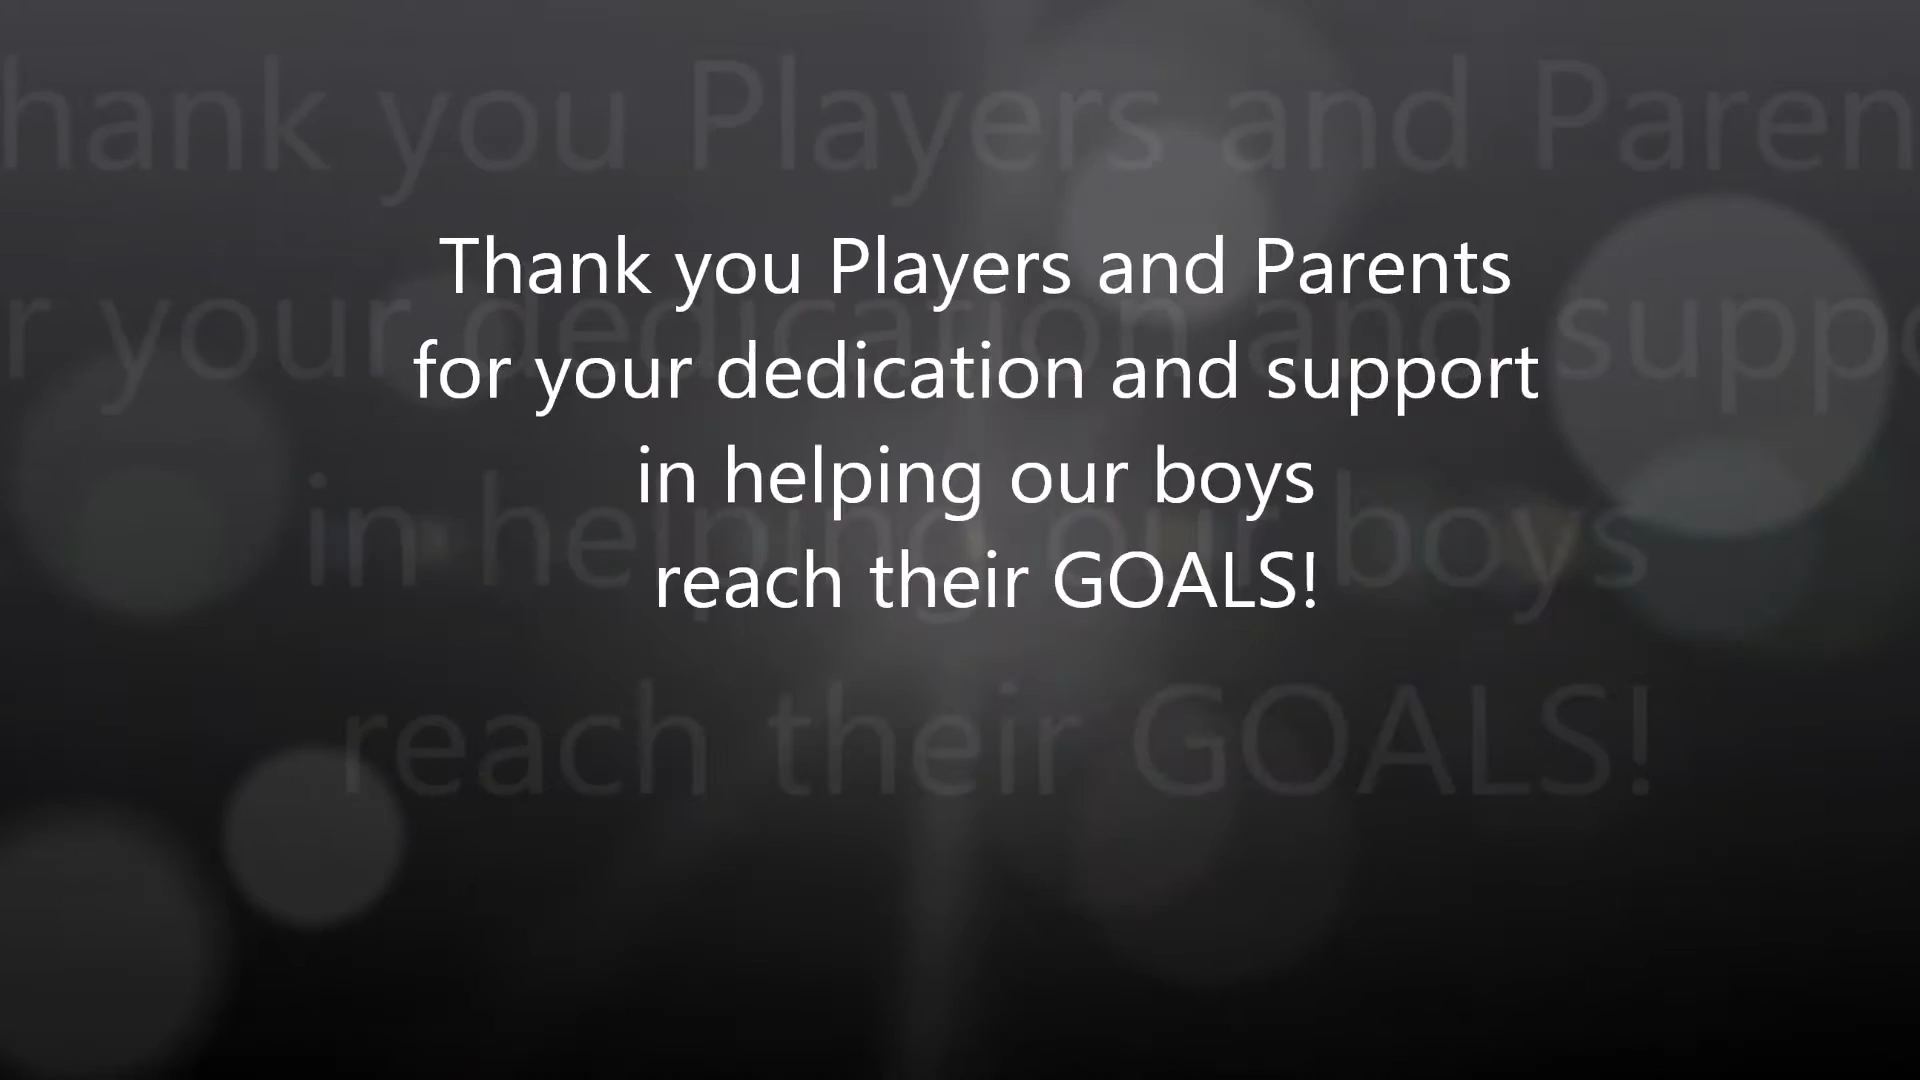 Thank you Players and Parents
for your dedication and support
in helping our boys
reach their GOALS!